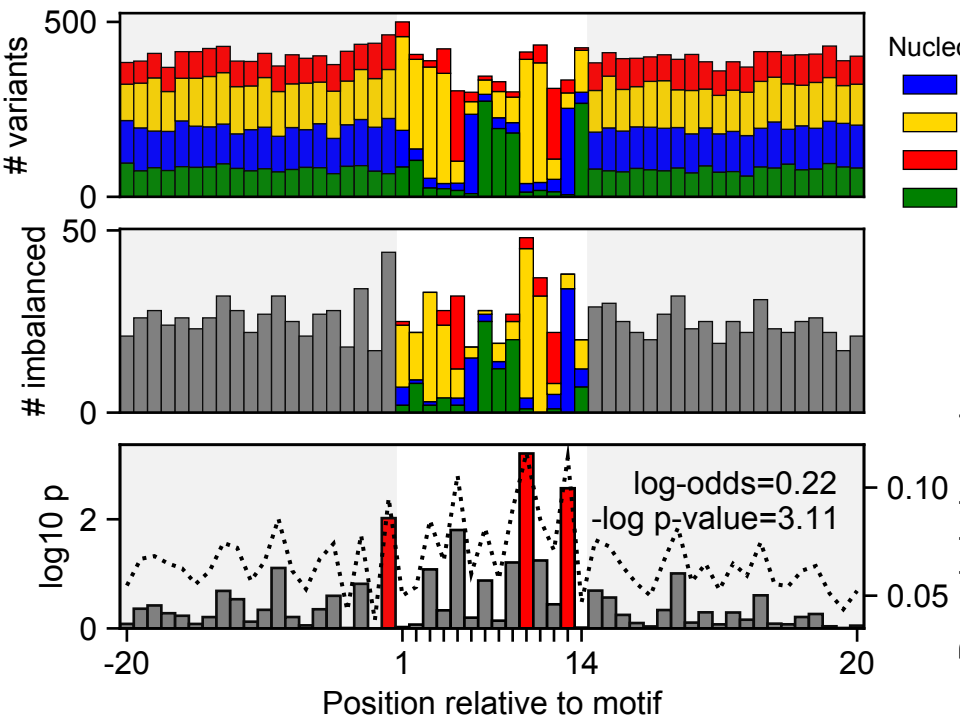 500
0
# variants
50
0
# imbalanced
2
0
log10 p
log-odds=0.22
-log p-value=3.11
0.10
0.05
-20
1
14
20
Position relative to motif